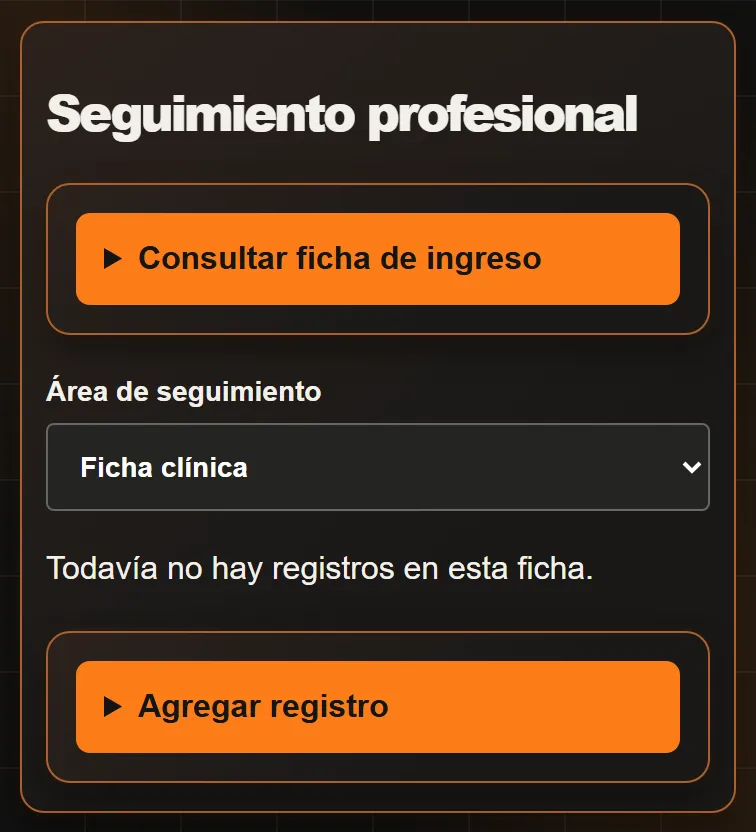 Seguimiento profesional
Consultar ficha de ingreso
Área de seguimiento
Ficha clínica
Todavía no hay registros en esta ficha.
Agregar registro